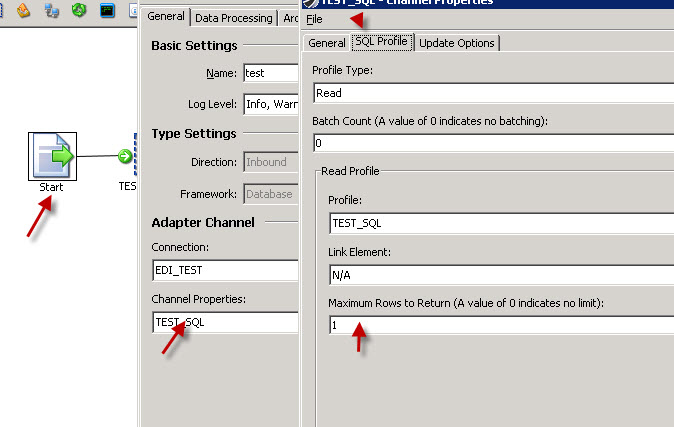 Start
TES
General
Data Processing
Arc
Basic Settings
Name:
test
Log Level:
Info, Warn
Type Settings
Direction:
Inbound
Framework:
Database
Adapter Channel
Connection:
EDI_TEST
Channel Properties:
TEST_SQL
TEST_SQL - Channel Properties
File
General
SQL Profile
Update Options
Profile Type:
Read
Batch Count (A value of 0 indicates no batching):
0
Read Profile
Profile:
TEST_SQL
Link Element:
N/A
Maximum Rows to Return (A value of 0 indicates no limit):
1